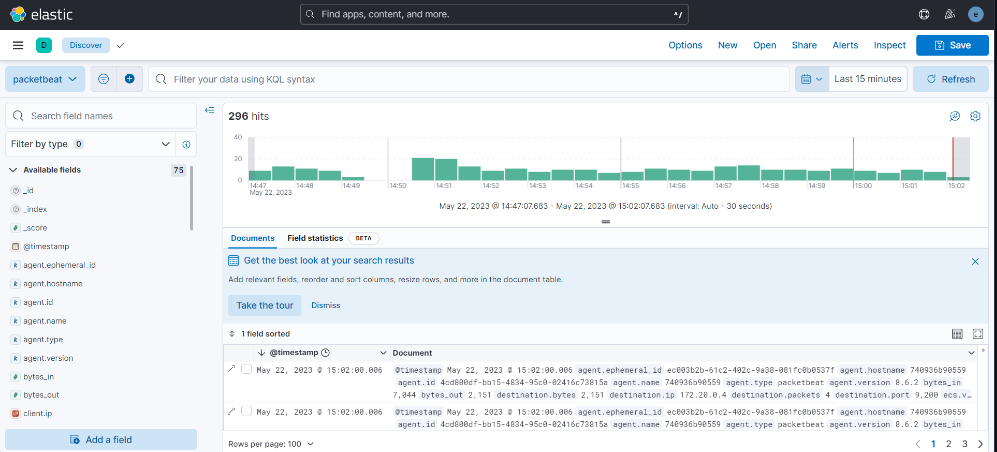 elastic
Find apps, content, and more.
^/
e
D
Discover
Options New Open Share Alerts Inspect Save
packetbeat
Filter your data using KQL syntax
Last 15 minutes
Refresh
Search field names
Filter by type 0
Available fields 75
_id
_index
_score
@timestamp
agent.ephemeral_id
agent.hostname
agent.id
agent.name
agent.type
agent.version
bytes_in
bytes_out
client.ip
Add a field
296 hits
40
20
0
14:47 14:48 14:49 14:50 14:51 14:52 14:53 14:54 14:55 14:56 14:57 14:58 14:59 15:00 15:01 15:02
May 22, 2023
May 22, 2023 @ 14:47:07.683 - May 22, 2023 @ 15:02:07.683 (interval: Auto - 30 seconds)
Documents Field statistics BETA
Get the best look at your search results
Add relevant fields, reorder and sort columns, resize rows, and more in the document table.
Take the tour Dismiss
1 field sorted
@timestamp Document
May 22, 2023 @ 15:02:00.006 @timestamp May 22, 2023 @ 15:02:00.006 agent.ephemeral_id ec003b2b-61c2-402c-9a38-081fc0b0537f agent.hostname 740936b90559
agent.id 4cd800df-bb15-4834-95c0-02416c73815a agent.name 740936b90559 agent.type packetbeat agent.version 8.6.2 bytes_in
7,044 bytes_out 2,151 destination.bytes 2,151 destination.ip 172.20.0.4 destination.packets 4 destination.port 9,200 ecs.v…
May 22, 2023 @ 15:02:00.006 @timestamp May 22, 2023 @ 15:02:00.006 agent.ephemeral_id ec003b2b-61c2-402c-9a38-081fc0b0537f agent.hostname 740936b90559
agent.id 4cd800df-bb15-4834-95c0-02416c73815a agent.name 740936b90559 agent.type packetbeat agent.version 8.6.2 bytes_in
Rows per page: 100
1 2 3